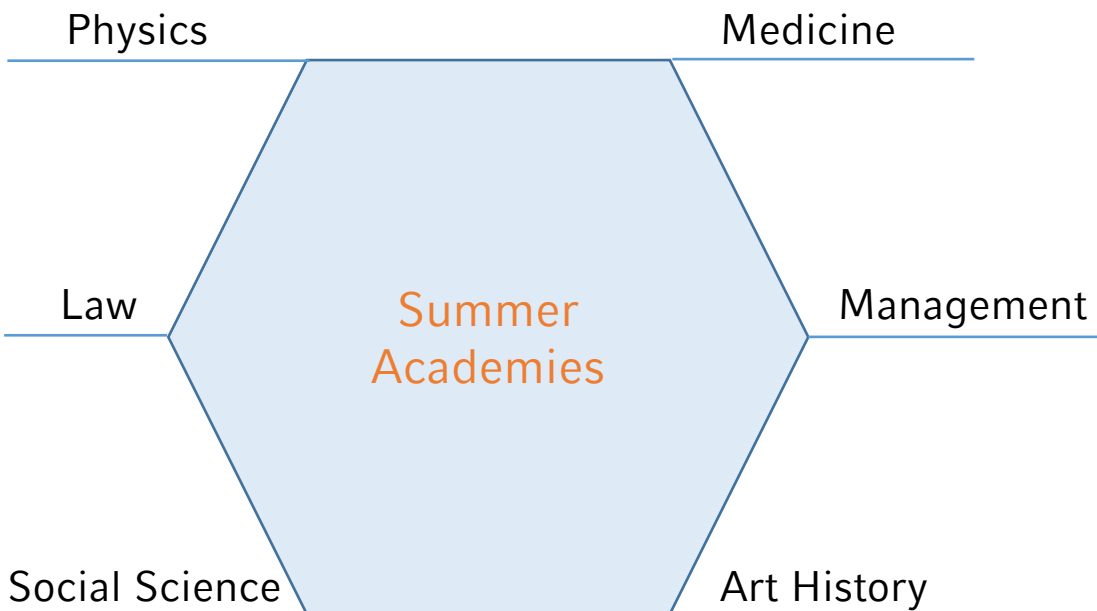 Physics
Medicine
Law
Summer
Academies
Management
Social Science
Art History